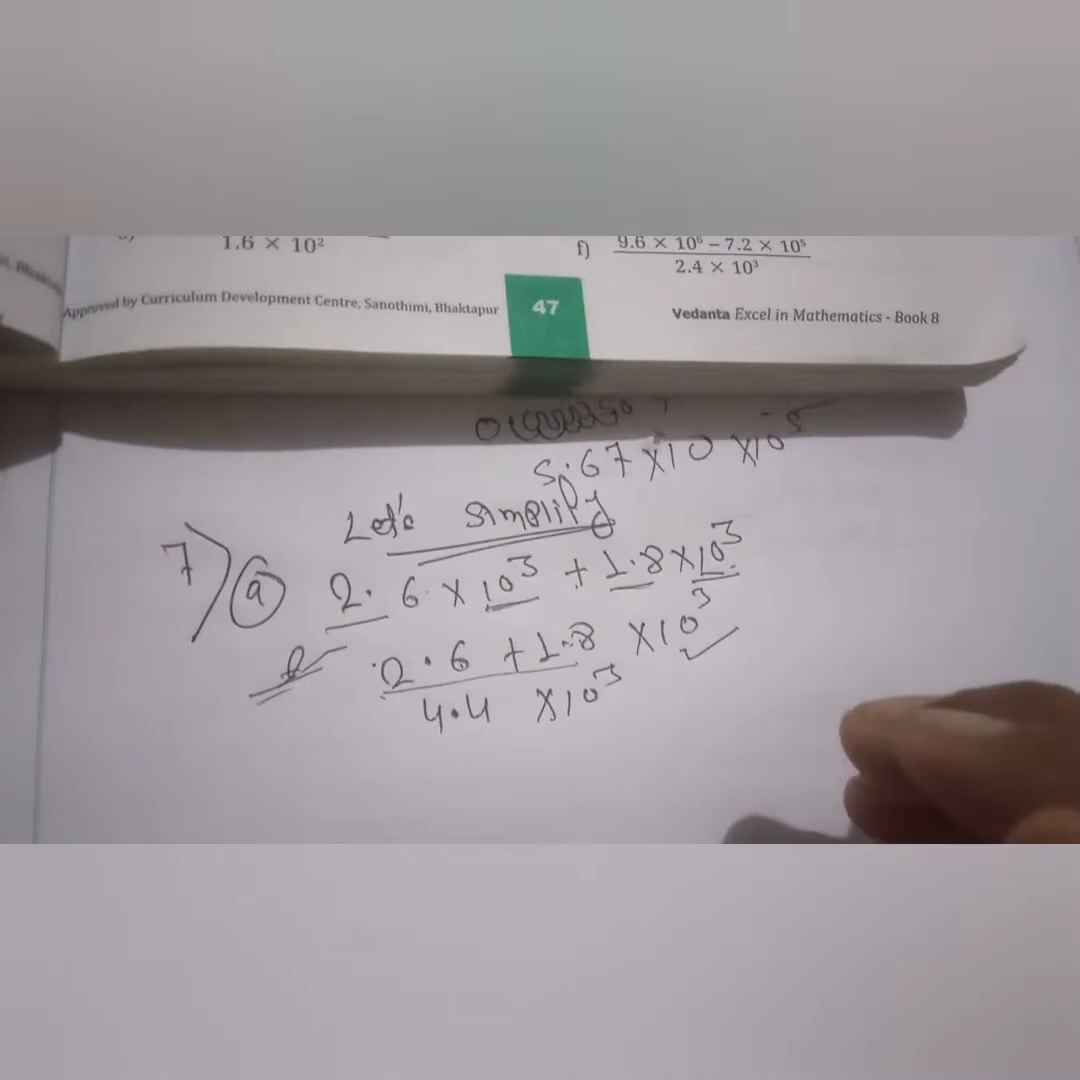 1.6 × 10²
f) 9.6 × 10⁶ – 7.2 × 10⁵
2.4 × 10³
Approved by Curriculum Development Centre, Sanothimi, Bhaktapur 47 Vedanta Excel in Mathematics - Book 8
5.67 ×10 ×10⁻⁵
Let's simplify
7) a 2.6 × 10³ + 1.8 × 10³
2.6 + 1.8 ×10³
4.4 ×10³